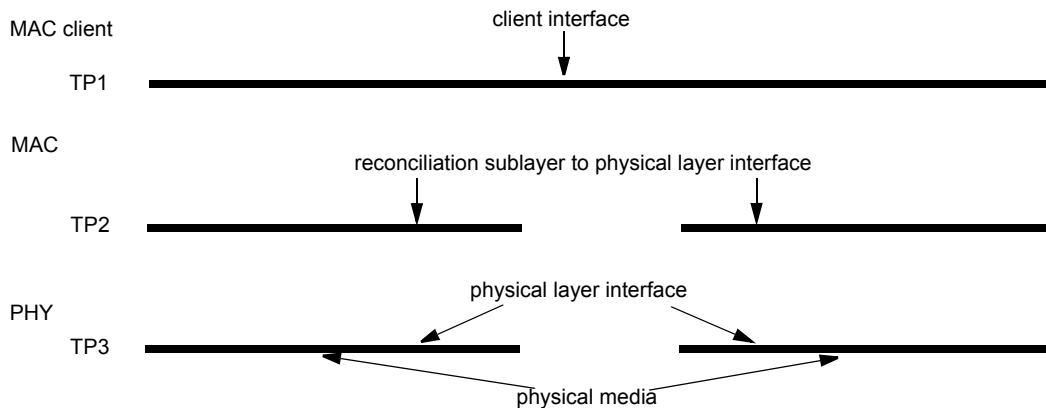 MAC client
client interface
TP1
MAC
reconciliation sublayer to physical layer interface
TP2
PHY
physical layer interface
TP3
physical media